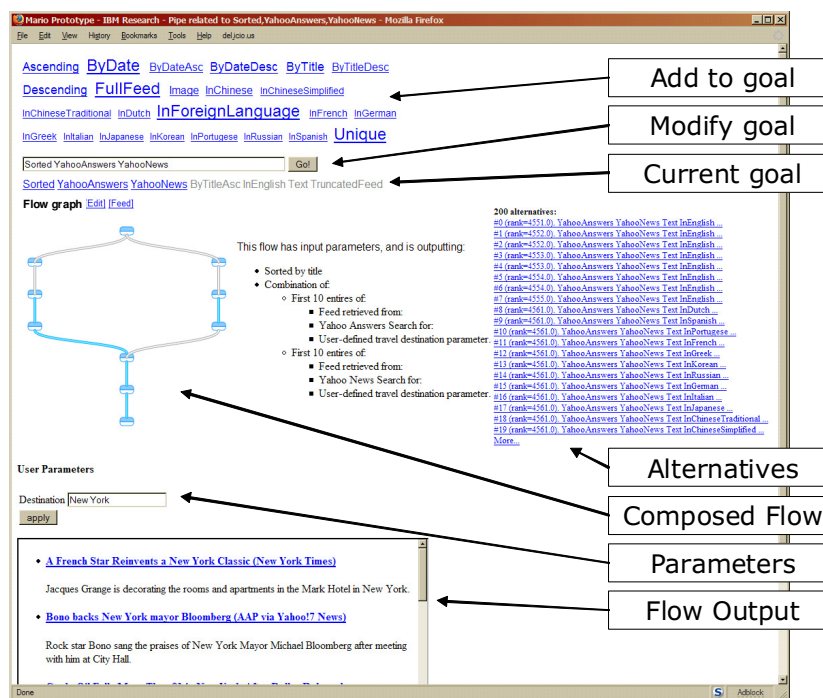 Mario Prototype - IBM Research - Pipe related to Sorted,YahooAnswers,YahooNews - Mozilla Firefox
File Edit View History Bookmarks Tools Help del.icio.us
Ascending ByDate ByDateAsc ByDateDesc ByTitle ByTitleDesc
Descending FullFeed Image InChinese InChineseSimplified
InChineseTraditional InDutch InForeignLanguage InFrench InGerman
InGreek InItalian InJapanese InKorean InPortugese InRussian InSpanish Unique
Add to goal
Modify goal
Current goal
Sorted YahooAnswers YahooNews Go!
Sorted YahooAnswers YahooNews ByTitleAsc InEnglish Text TruncatedFeed
Flow graph [Edit] [Feed]
This flow has input parameters, and is outputting:
Sorted by title
Combination of:
First 10 entires of:
Feed retrieved from:
Yahoo Answers Search for:
User-defined travel destination parameter.
First 10 entires of:
Feed retrieved from:
Yahoo News Search for:
User-defined travel destination parameter.
200 alternatives:
#0 (rank=4551.0). YahooAnswers YahooNews Text InEnglish ...
#1 (rank=4552.0). YahooAnswers YahooNews Text InEnglish ...
#2 (rank=4552.0). YahooAnswers YahooNews Text InEnglish ...
#3 (rank=4553.0). YahooAnswers YahooNews Text InEnglish ...
#4 (rank=4553.0). YahooAnswers YahooNews Text InEnglish ...
#5 (rank=4554.0). YahooAnswers YahooNews Text InEnglish ...
#6 (rank=4554.0). YahooAnswers YahooNews Text InEnglish ...
#7 (rank=4555.0). YahooAnswers YahooNews Text InEnglish ...
#8 (rank=4561.0). YahooAnswers YahooNews Text InDutch ...
#9 (rank=4561.0). YahooAnswers YahooNews Text InSpanish ...
#10 (rank=4561.0). YahooAnswers YahooNews Text InPortugese ...
#11 (rank=4561.0). YahooAnswers YahooNews Text InFrench ...
#12 (rank=4561.0). YahooAnswers YahooNews Text InGreek ...
#13 (rank=4561.0). YahooAnswers YahooNews Text InKorean ...
#14 (rank=4561.0). YahooAnswers YahooNews Text InRussian ...
#15 (rank=4561.0). YahooAnswers YahooNews Text InGerman ...
#16 (rank=4561.0). YahooAnswers YahooNews Text InItalian ...
#17 (rank=4561.0). YahooAnswers YahooNews Text InJapanese ...
#18 (rank=4561.0). YahooAnswers YahooNews Text InChineseTraditional ...
#19 (rank=4561.0). YahooAnswers YahooNews Text InChineseSimplified ...
More...
Alternatives
Composed Flow
Parameters
Flow Output
User Parameters
Destination New York
apply
A French Star Reinvents a New York Classic (New York Times)
Jacques Grange is decorating the rooms and apartments in the Mark Hotel in New York.
Bono backs New York mayor Bloomberg (AAP via Yahoo!7 News)
Rock star Bono sang the praises of New York Mayor Michael Bloomberg after meeting
with him at City Hall.
Done
S Adblock